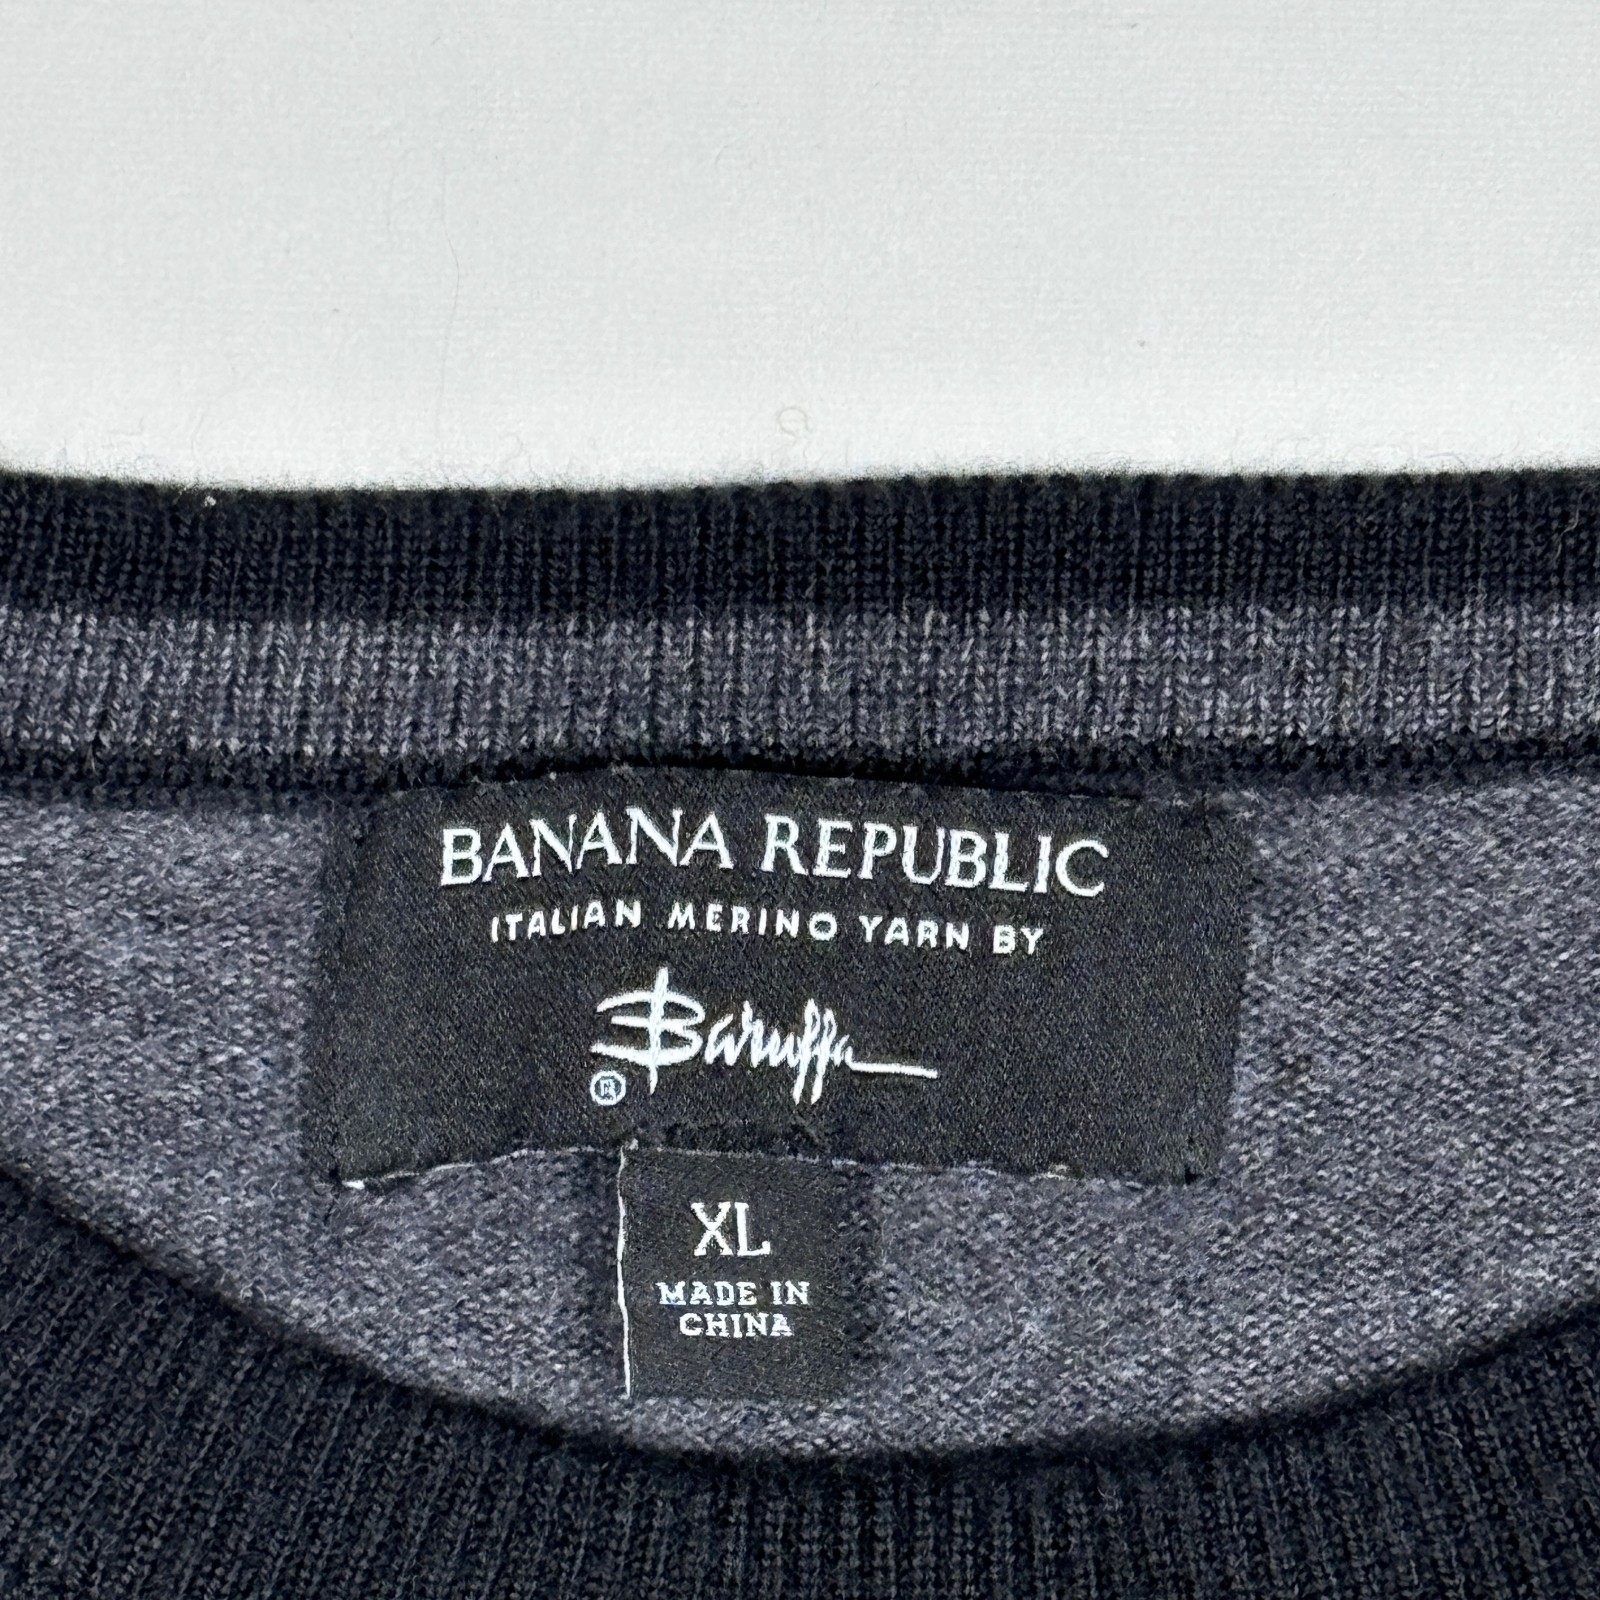 BANANA REPUBLIC
ITALIAN MERINO YARN BY
Baruffa
®
XL
MADE IN
CHINA